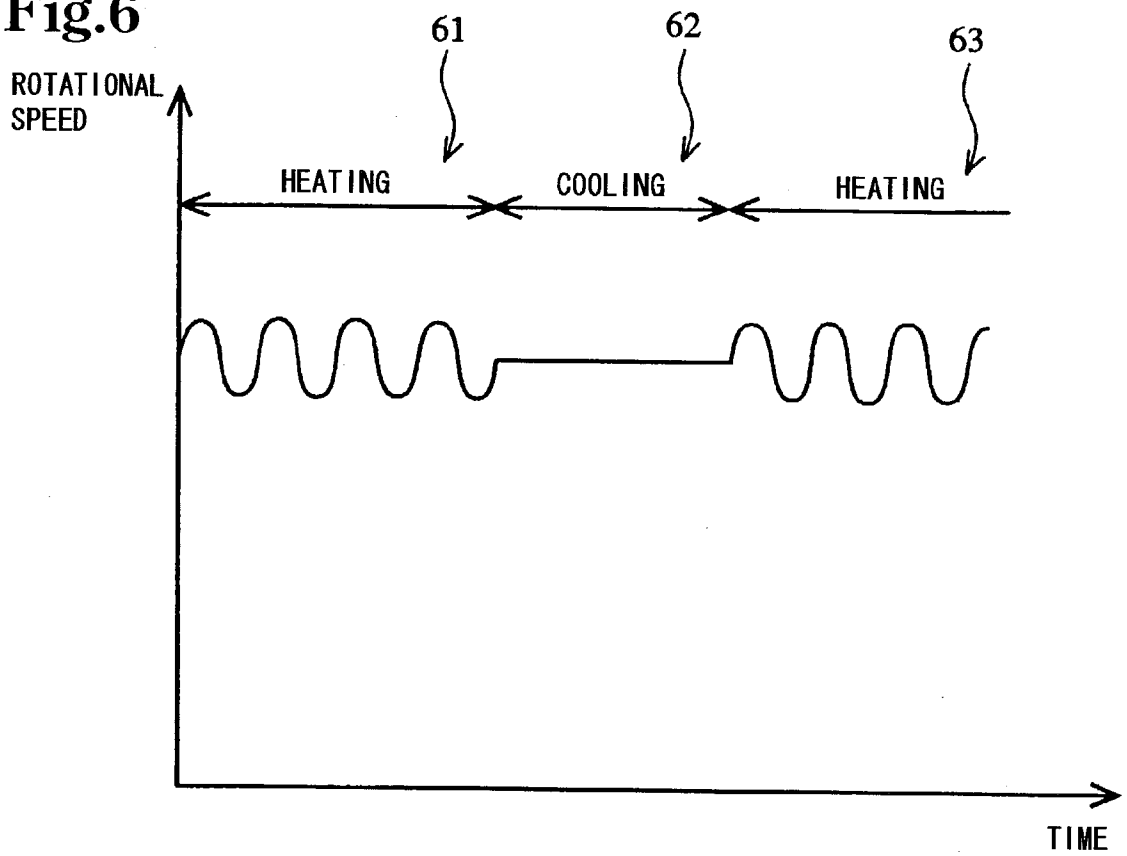 Fig.6
61
62
63
ROTATIONAL
SPEED
HEATING
COOLING
HEATING
TIME